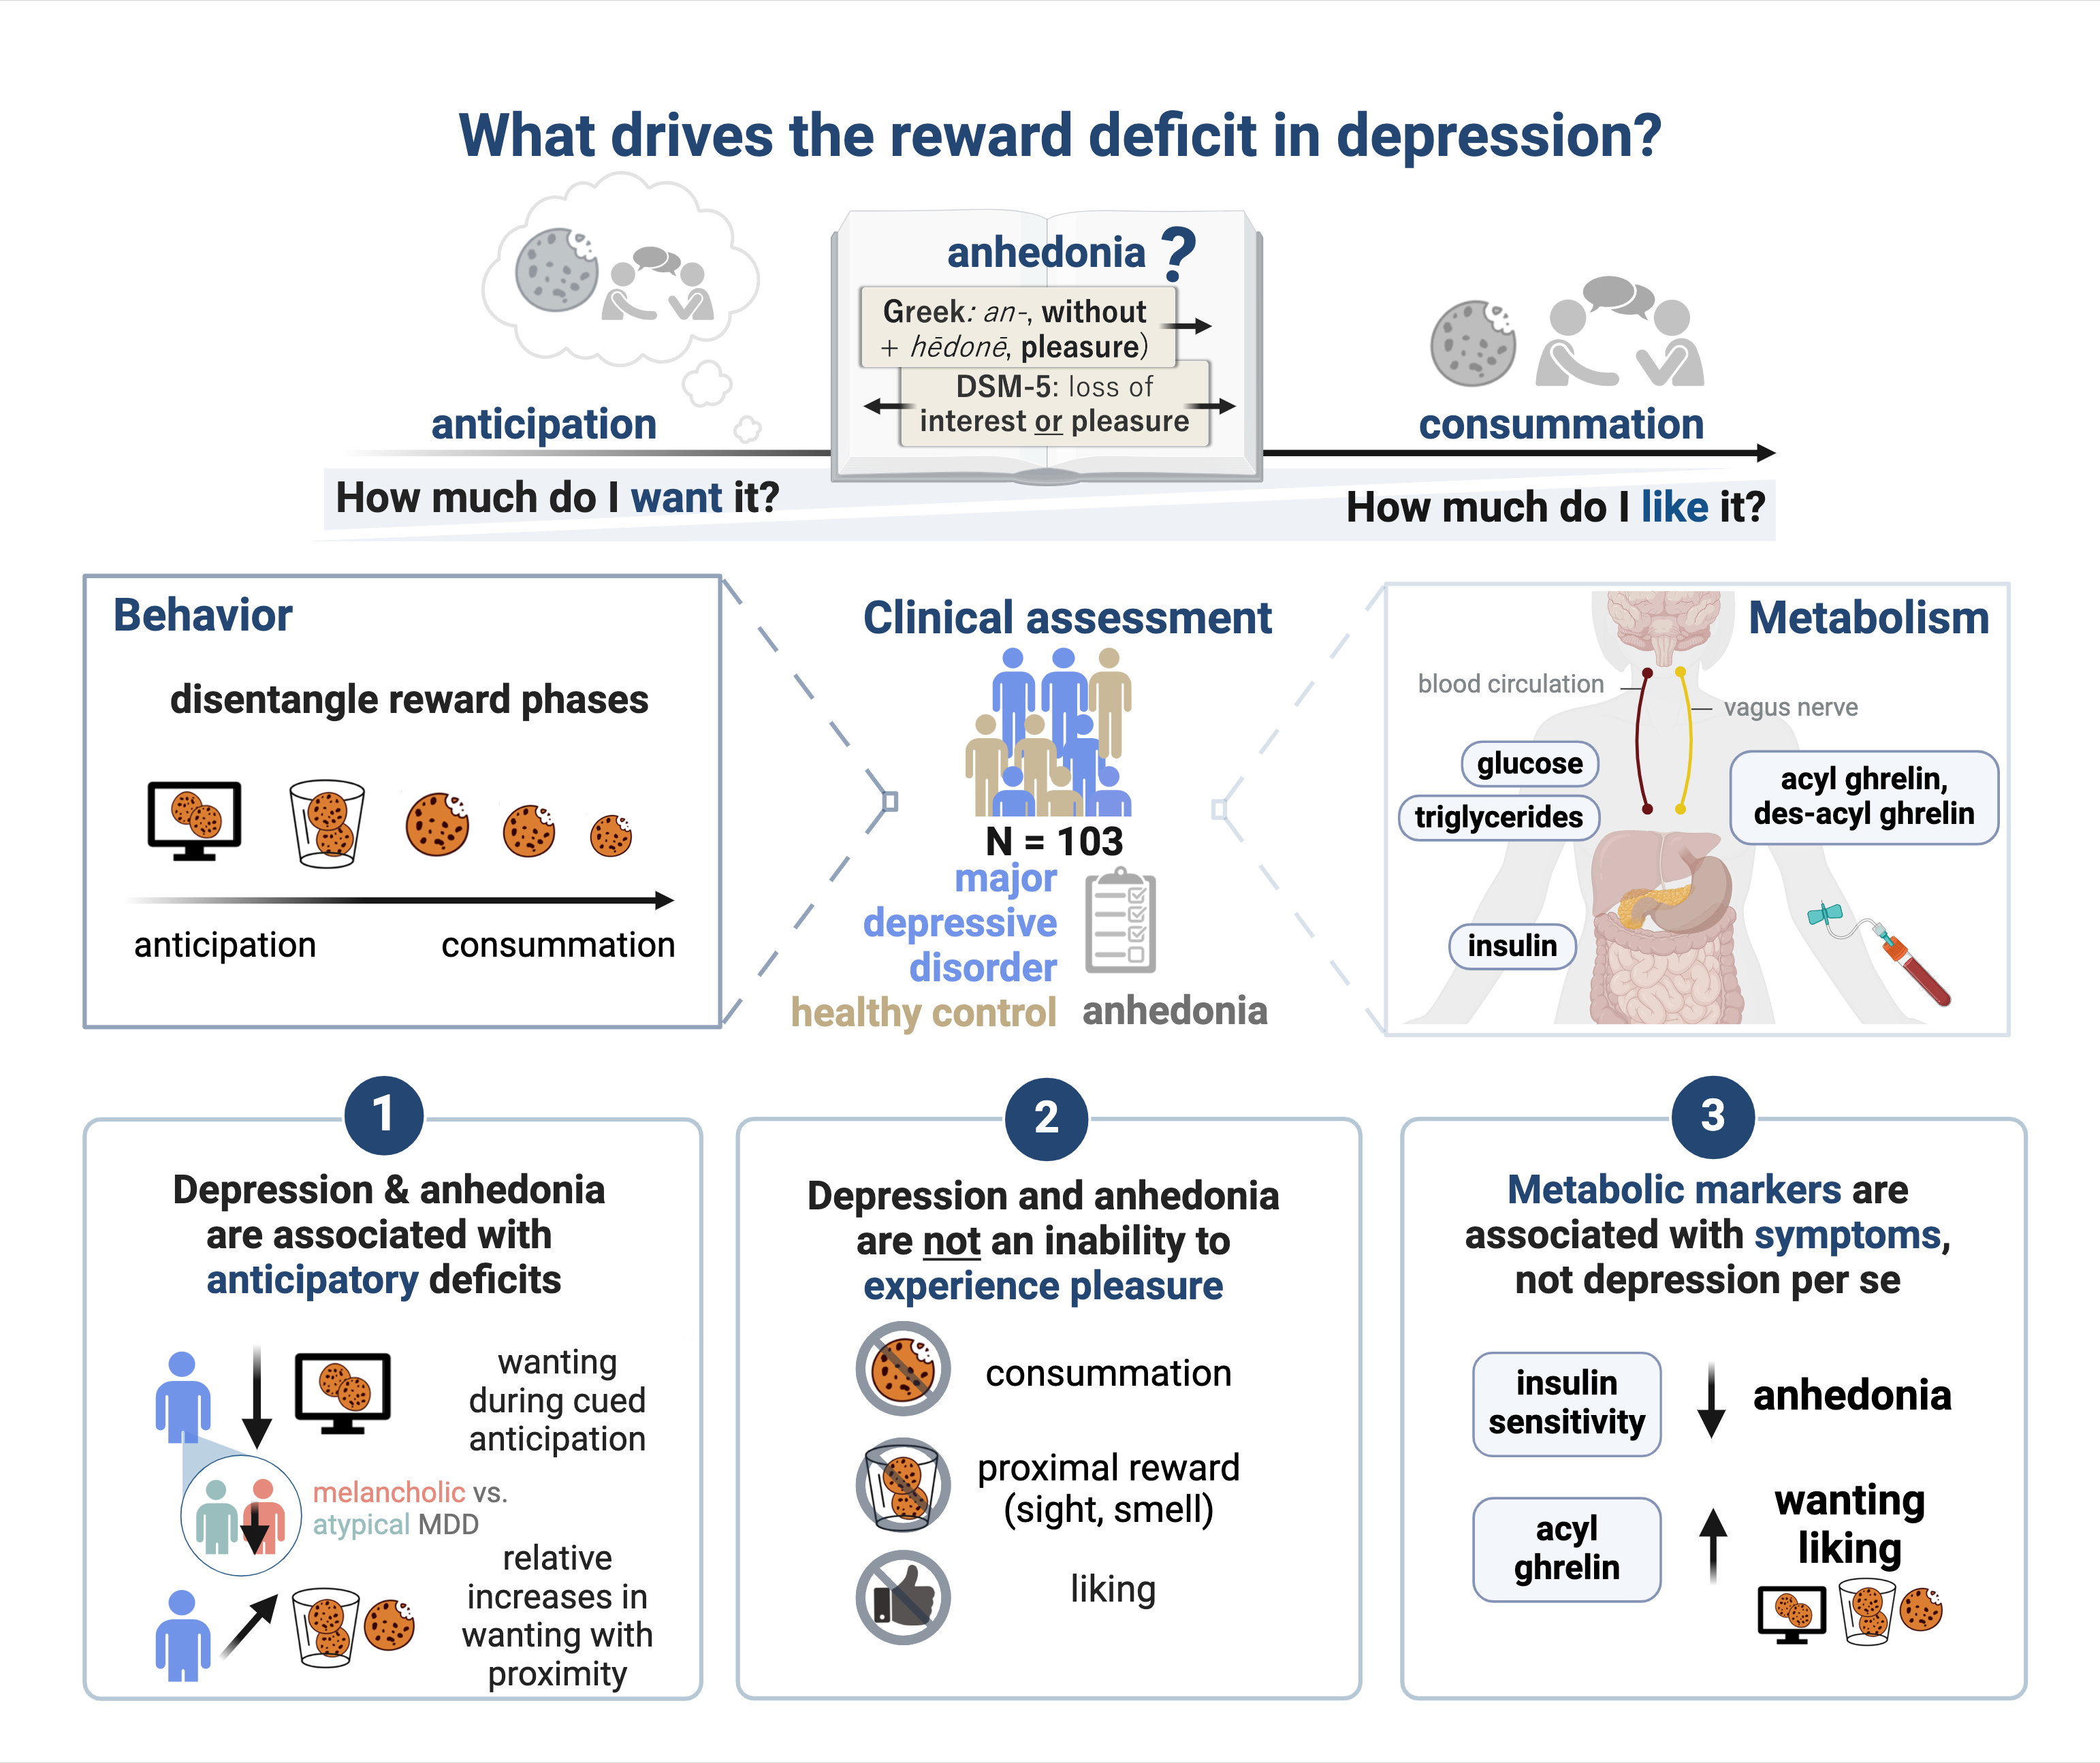 What drives the reward deficit in depression?
anhedonia ?
Greek: an-, without
+ hēdonē, pleasure)
DSM-5: loss of
interest or pleasure
anticipation
consummation
How much do I want it?
How much do I like it?
Behavior
disentangle reward phases
anticipation
consummation
Clinical assessment
N = 103
major
depressive
disorder
healthy control
anhedonia
Metabolism
blood circulation
vagus nerve
glucose
triglycerides
acyl ghrelin,
des-acyl ghrelin
insulin
1
Depression & anhedonia
are associated with
anticipatory deficits
wanting
during cued
anticipation
melancholic vs.
atypical MDD
relative
increases in
wanting with
proximity
2
Depression and anhedonia
are not an inability to
experience pleasure
consummation
proximal reward
(sight, smell)
liking
3
Metabolic markers are
associated with symptoms,
not depression per se
insulin
sensitivity
anhedonia
acyl
ghrelin
wanting
liking